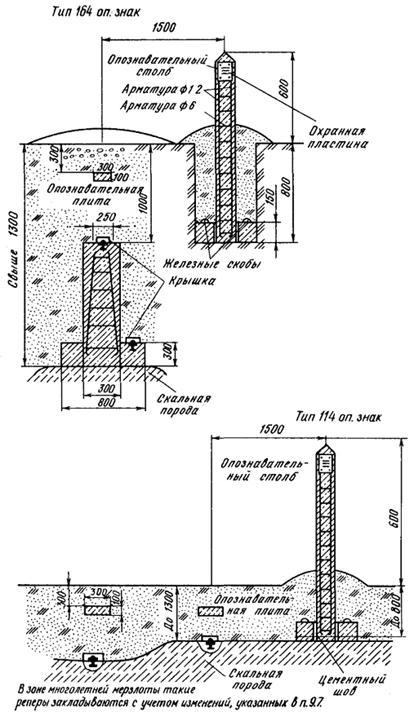 Тип 164 оп. знак
1500
Опознавательный
столб
Арматура ф12
Арматура ф6
600
Охранная
пластина
300
300
100
Опознавательная
плита
1000
Свыше 1300
250
150
800
Железные скобы
Крышка
300
300
800
Скальная
порода
Тип 114 оп. знак
1500
Опознаватель-
ный столб
600
300
300
100
До 1300
Опознаватель-
ная плита
До 800
Скальная
порода
Цементный
шов
В зоне многолетней мерзлоты такие
реперы закладываются с учетом изменений, указанных в п.9.7.